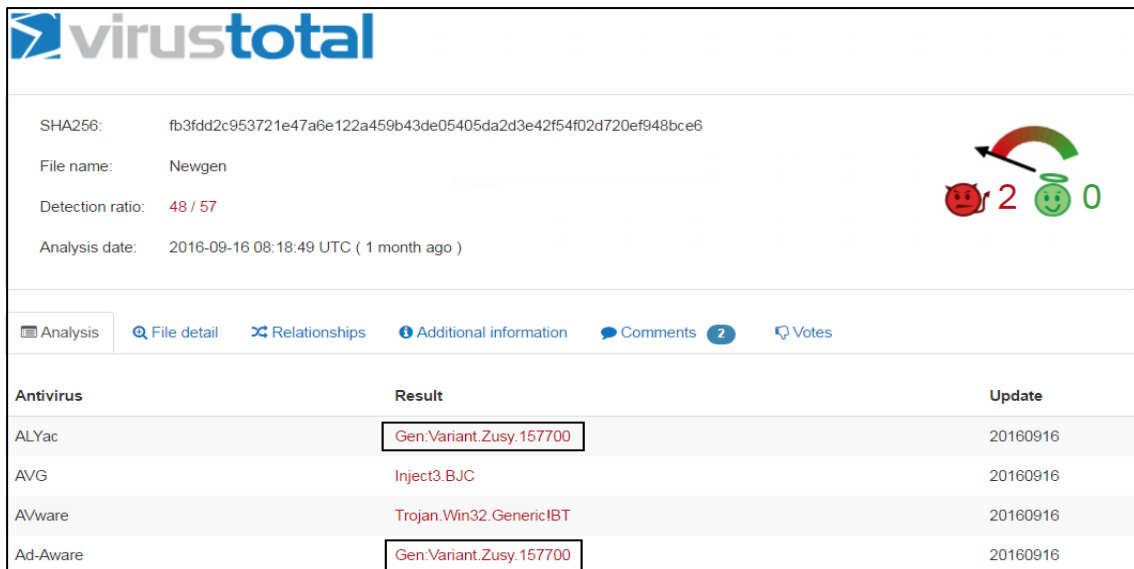 virustotal
SHA256: fb3fdd2c953721e47a6e122a459b43de05405da2d3e42f54f02d720ef948bce6
File name: Newgen
Detection ratio: 48 / 57
Analysis date: 2016-09-16 08:18:49 UTC ( 1 month ago )
2 0
Analysis File detail Relationships Additional information Comments 2 Votes
Antivirus Result Update
ALYac Gen:Variant.Zusy.157700 20160916
AVG Inject3.BJC 20160916
AVware Trojan.Win32.Generic!BT 20160916
Ad-Aware Gen:Variant.Zusy.157700 20160916